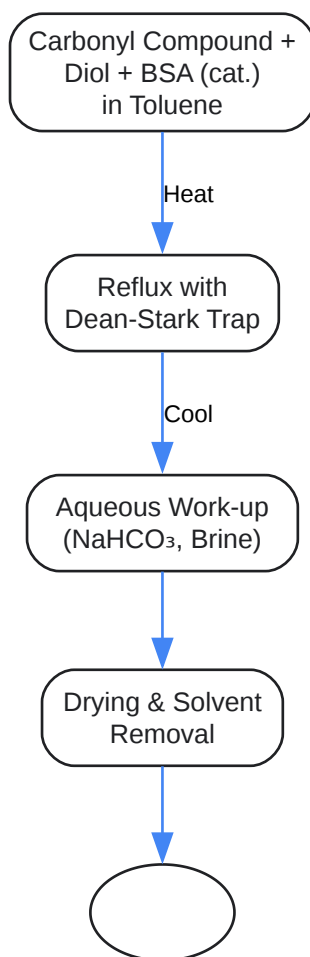 Carbonyl Compound +
Diol + BSA (cat.)
in Toluene
Heat
Reflux with
Dean-Stark Trap
Cool
Aqueous Work-up
(NaHCO₃, Brine)
Drying & Solvent
Removal